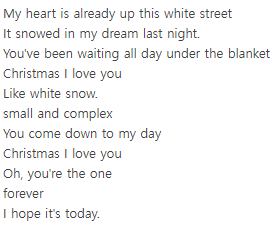 My heart is already up this white street
It snowed in my dream last night.
You've been waiting all day under the blanket
Christmas I love you
Like white snow.
small and complex
You come down to my day
Christmas I love you
Oh, you're the one
forever
I hope it's today.